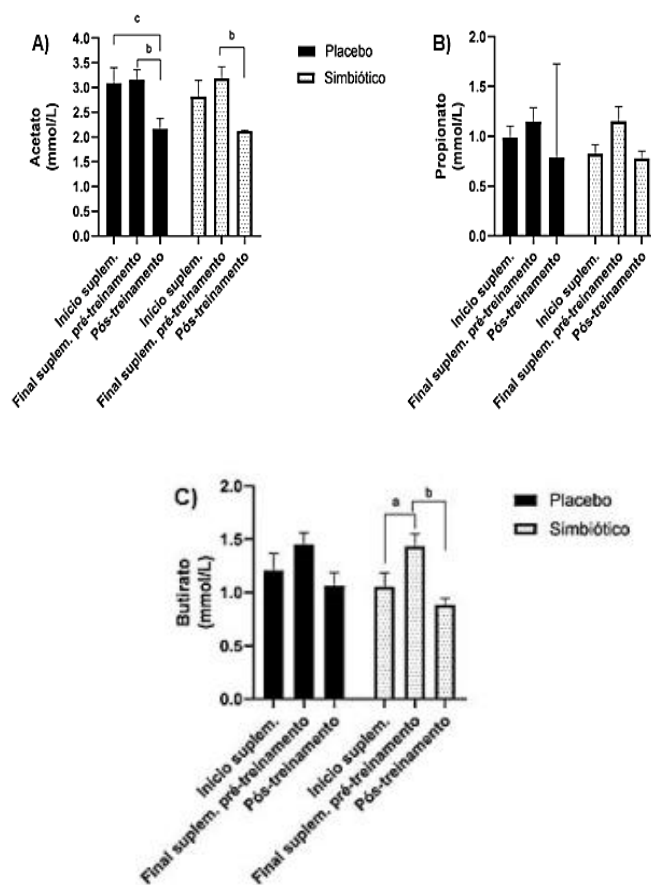 A)
c
b
b
Acetato
(mmol/L)
4.0
3.5
3.0
2.5
2.0
1.5
1.0
0.5
0.0
Início suplem.
Final suplem. pré-treinamento
Pós-treinamento
Início suplem.
Final suplem. pré-treinamento
Pós-treinamento
Placebo
Simbiótico
B)
Propionato
(mmol/L)
2.0
1.5
1.0
0.5
0.0
Início suplem.
Final suplem. pré-treinamento
Pós-treinamento
Início suplem.
Final suplem. pré-treinamento
Pós-treinamento
C)
a
b
Butirato
(mmol/L)
2.0
1.5
1.0
0.5
0.0
Início suplem.
Final suplem. pré-treinamento
Pós-treinamento
Início suplem.
Final suplem. pré-treinamento
Pós-treinamento
Placebo
Simbiótico